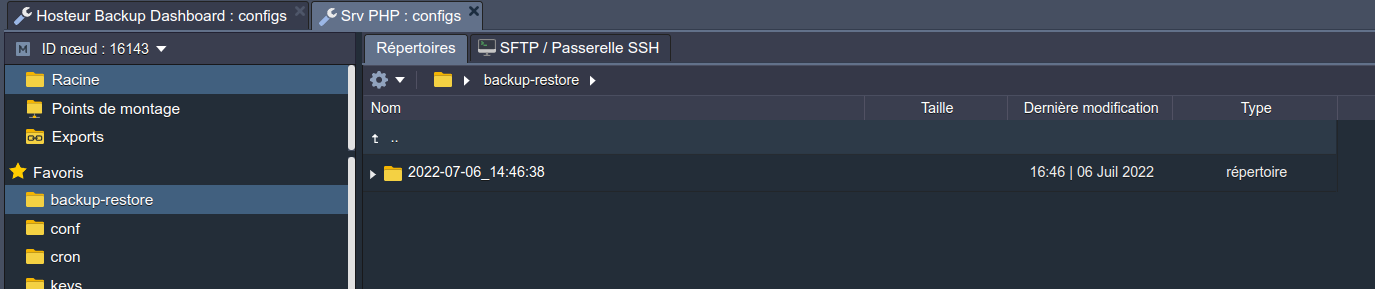 Hosteur Backup Dashboard : configs
Srv PHP : configs
M ID nœud : 16143
Répertoires
SFTP / Passerelle SSH
Racine
backup-restore
Points de montage
Nom Taille Dernière modification Type
Exports
..
Favoris
2022-07-06_14:46:38 16:46 | 06 Juil 2022 répertoire
backup-restore
conf
cron
keys